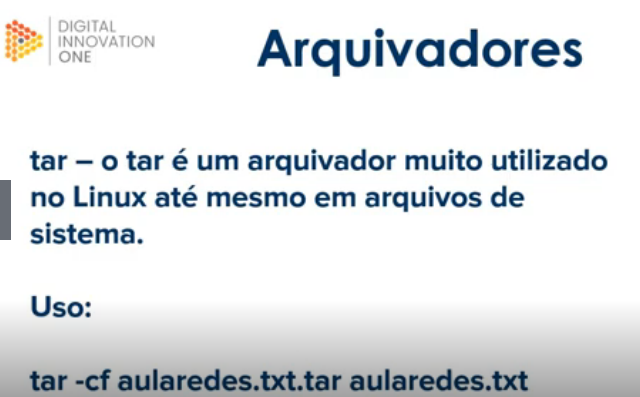 DIGITAL
INNOVATION
ONE
Arquivadores
tar – o tar é um arquivador muito utilizado
no Linux até mesmo em arquivos de
sistema.
Uso:
tar -cf aularedes.txt.tar aularedes.txt